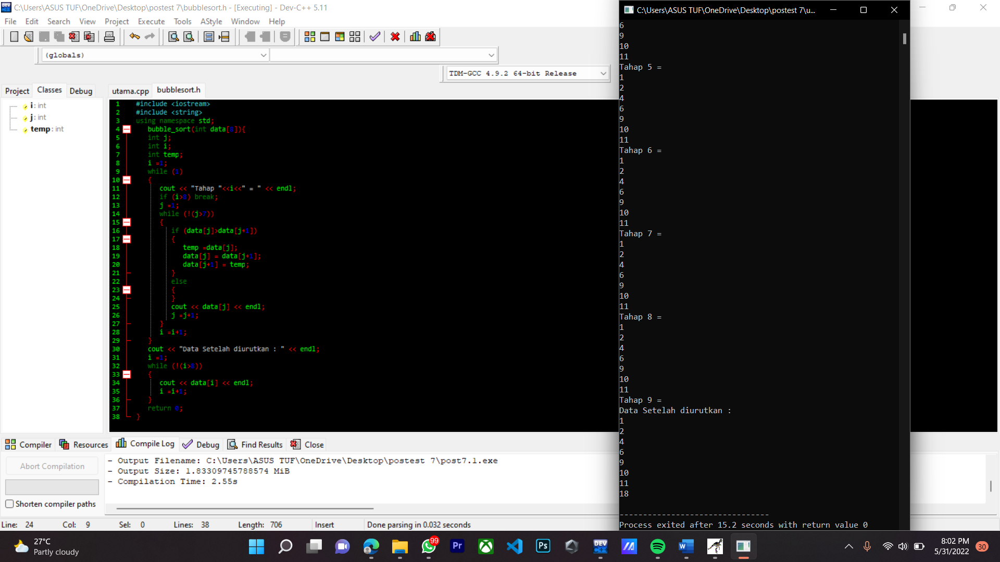 C:\Users\ASUS TUF\OneDrive\Desktop\postest 7\bubblesort.h - [Executing] - Dev-C++ 5.11
File Edit Search View Project Execute Tools AStyle Window Help
(globals)
TDM-GCC 4.9.2 64-bit Release
Project Classes Debug
i : int
j : int
temp : int
utama.cpp bubblesort.h
1 #include <iostream>
2 #include <string>
3 using namespace std;
4 bubble_sort(int data[8]){
5 int j;
6 int i;
7 int temp;
8 i =1;
9 while (1)
10 {
11 cout << "Tahap "<<i<<" = " << endl;
12 if (i>8) break;
13 j =1;
14 while (!(j>7))
15 {
16 if (data[j]>data[j+1])
17 {
18 temp =data[j];
19 data[j] = data[j+1];
20 data[j+1] = temp;
21 }
22 else
23 {
24 }
25 cout << data[j] << endl;
26 j =j+1;
27 }
28 i =i+1;
29 }
30 cout << "Data Setelah diurutkan : " << endl;
31 i =1;
32 while (!(i>8))
33 {
34 cout << data[i] << endl;
35 i =i+1;
36 }
37 return 0;
38 }
Compiler Resources Compile Log Debug Find Results Close
Abort Compilation
Shorten compiler paths
- Output Filename: C:\Users\ASUS TUF\OneDrive\Desktop\postest 7\post7.1.exe
- Output Size: 1.83309745788574 MiB
- Compilation Time: 2.55s
Line: 24 Col: 9 Sel: 0 Lines: 38 Length: 706 Insert Done parsing in 0.032 seconds
C:\Users\ASUS TUF\OneDrive\Desktop\postest 7\u...
6
9
10
11
Tahap 5 =
1
2
4
6
9
10
11
Tahap 6 =
1
2
4
6
9
10
11
Tahap 7 =
1
2
4
6
9
10
11
Tahap 8 =
1
2
4
6
9
10
11
Tahap 9 =
Data Setelah diurutkan :
1
2
4
6
9
10
11
18
--------------------------------
Process exited after 15.2 seconds with return value 0
27°C
Partly cloudy
99
Pr
Ps
DEV
W
8:02 PM
5/31/2022
30